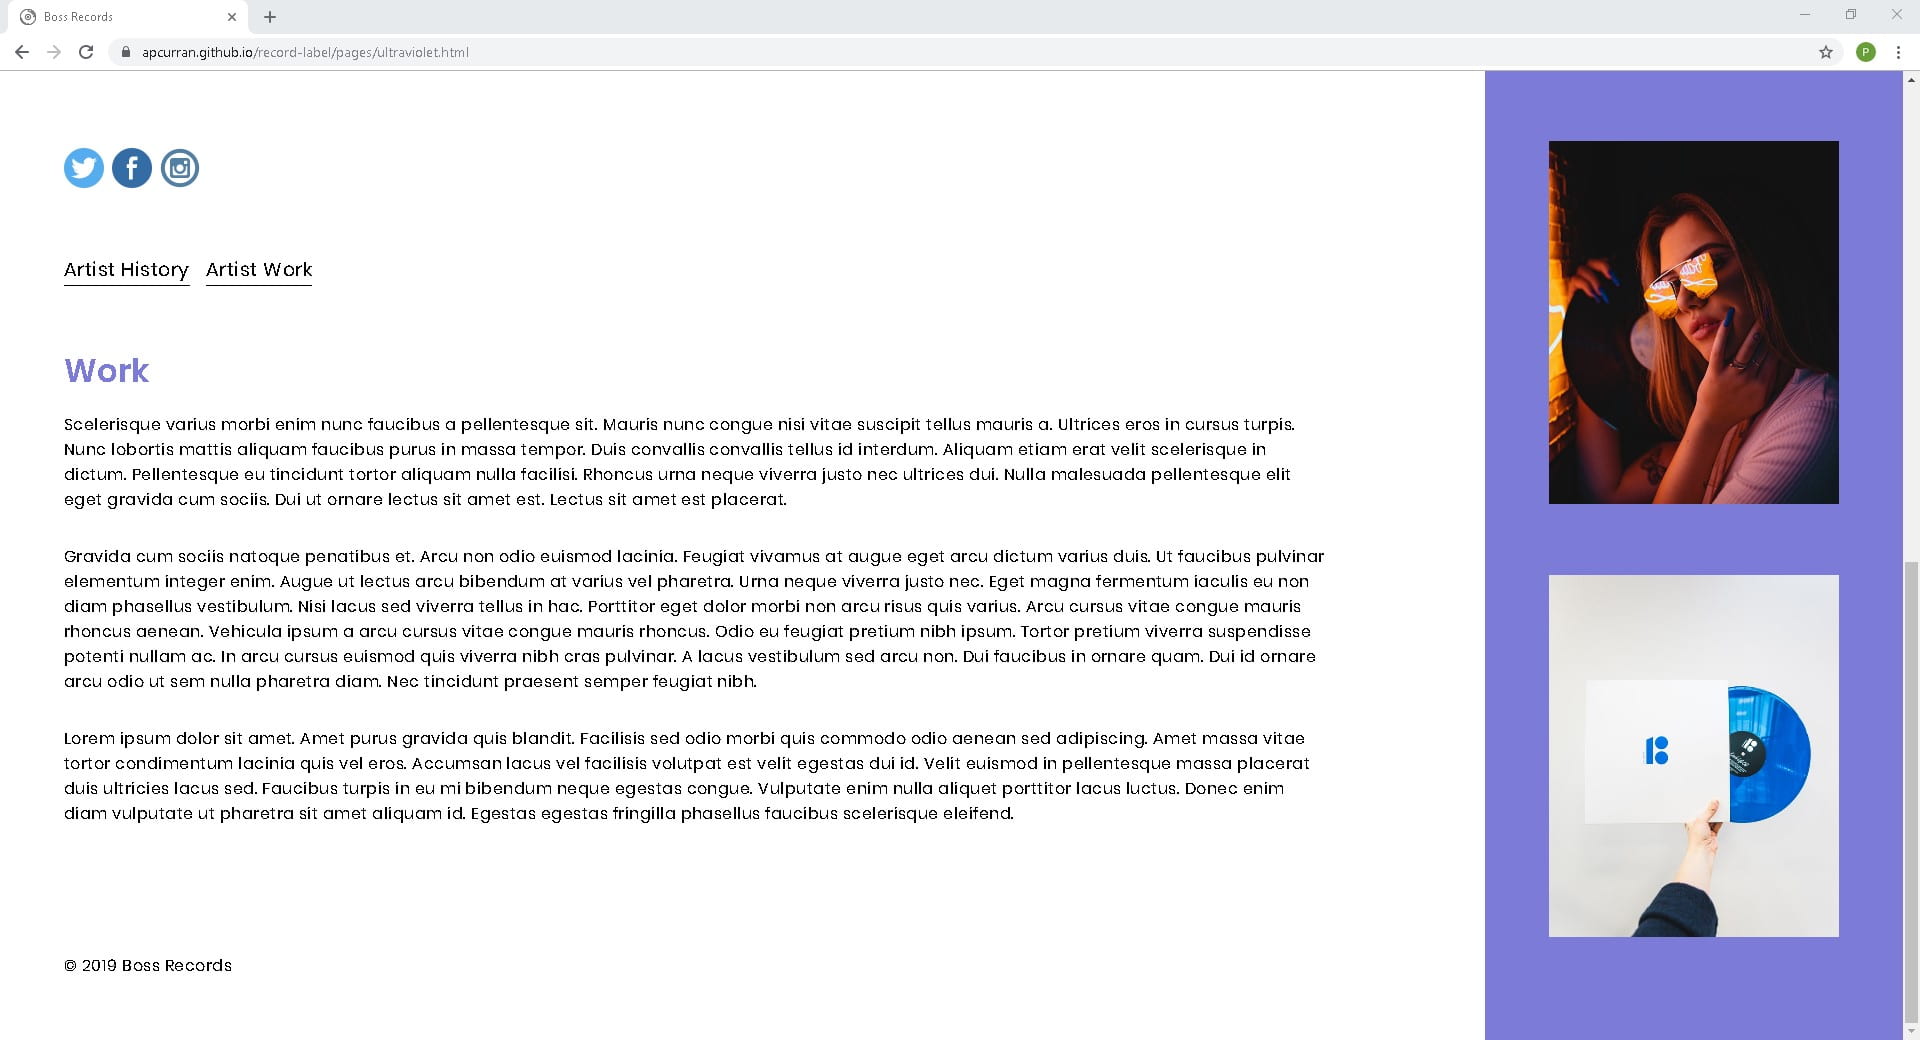 Boss Records
apcurran.github.io/record-label/pages/ultraviolet.html
P
Artist History Artist Work
Work
Scelerisque varius morbi enim nunc faucibus a pellentesque sit. Mauris nunc congue nisi vitae suscipit tellus mauris a. Ultrices eros in cursus turpis.
Nunc lobortis mattis aliquam faucibus purus in massa tempor. Duis convallis convallis tellus id interdum. Aliquam etiam erat velit scelerisque in
dictum. Pellentesque eu tincidunt tortor aliquam nulla facilisi. Rhoncus urna neque viverra justo nec ultrices dui. Nulla malesuada pellentesque elit
eget gravida cum sociis. Dui ut ornare lectus sit amet est. Lectus sit amet est placerat.
Gravida cum sociis natoque penatibus et. Arcu non odio euismod lacinia. Feugiat vivamus at augue eget arcu dictum varius duis. Ut faucibus pulvinar
elementum integer enim. Augue ut lectus arcu bibendum at varius vel pharetra. Urna neque viverra justo nec. Eget magna fermentum iaculis eu non
diam phasellus vestibulum. Nisi lacus sed viverra tellus in hac. Porttitor eget dolor morbi non arcu risus quis varius. Arcu cursus vitae congue mauris
rhoncus aenean. Vehicula ipsum a arcu cursus vitae congue mauris rhoncus. Odio eu feugiat pretium nibh ipsum. Tortor pretium viverra suspendisse
potenti nullam ac. In arcu cursus euismod quis viverra nibh cras pulvinar. A lacus vestibulum sed arcu non. Dui faucibus in ornare quam. Dui id ornare
arcu odio ut sem nulla pharetra diam. Nec tincidunt praesent semper feugiat nibh.
Lorem ipsum dolor sit amet. Amet purus gravida quis blandit. Facilisis sed odio morbi quis commodo odio aenean sed adipiscing. Amet massa vitae
tortor condimentum lacinia quis vel eros. Accumsan lacus vel facilisis volutpat est velit egestas dui id. Velit euismod in pellentesque massa placerat
duis ultricies lacus sed. Faucibus turpis in eu mi bibendum neque egestas congue. Vulputate enim nulla aliquet porttitor lacus luctus. Donec enim
diam vulputate ut pharetra sit amet aliquam id. Egestas egestas fringilla phasellus faucibus scelerisque eleifend.
© 2019 Boss Records